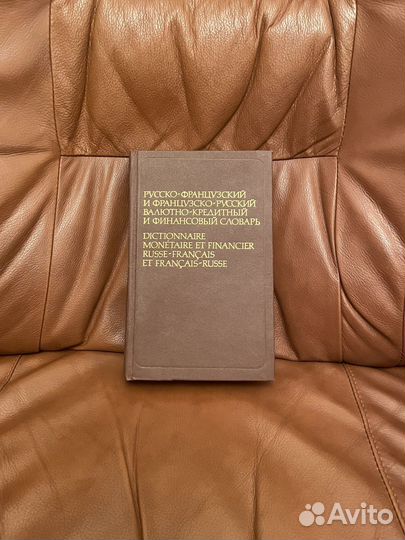 РУССКО-ФРАНЦУЗСКИЙ
И ФРАНЦУЗСКО-РУССКИЙ
ВАЛЮТНО-КРЕДИТНЫЙ
И ФИНАНСОВЫЙ СЛОВАРЬ
DICTIONNAIRE
MONÉTAIRE ET FINANCIER
RUSSE-FRANÇAIS
ET FRANÇAIS-RUSSE
Avito